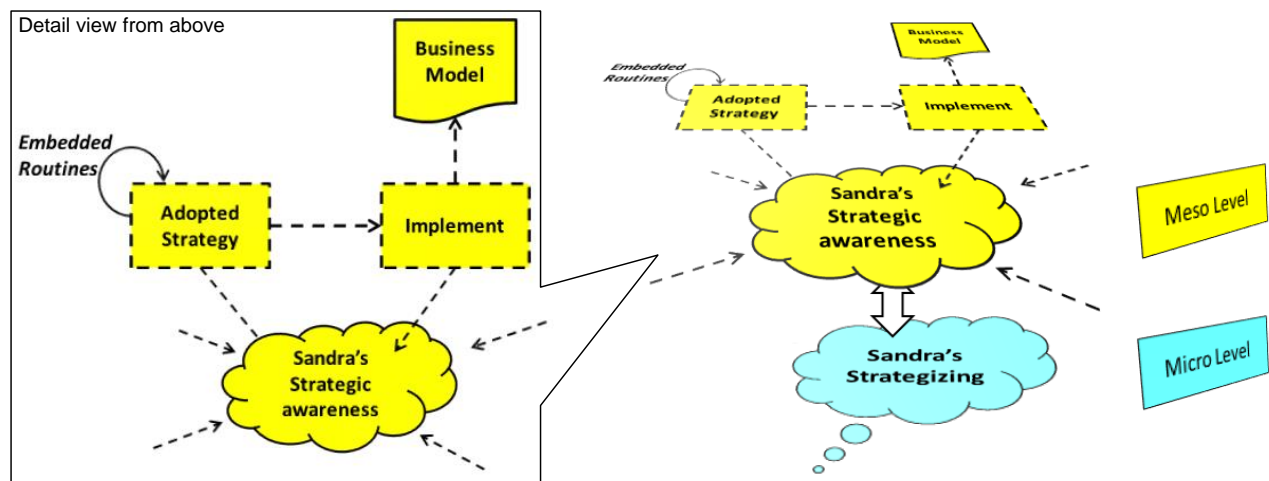 Detail view from above
Business
Model
Embedded
Routines
Adopted
Strategy
Implement
Sandra's
Strategic
awareness
Business
Model
Embedded
Routines
Adopted
Strategy
Implement
Sandra's
Strategic
awareness
Meso Level
Sandra's
Strategizing
Micro Level